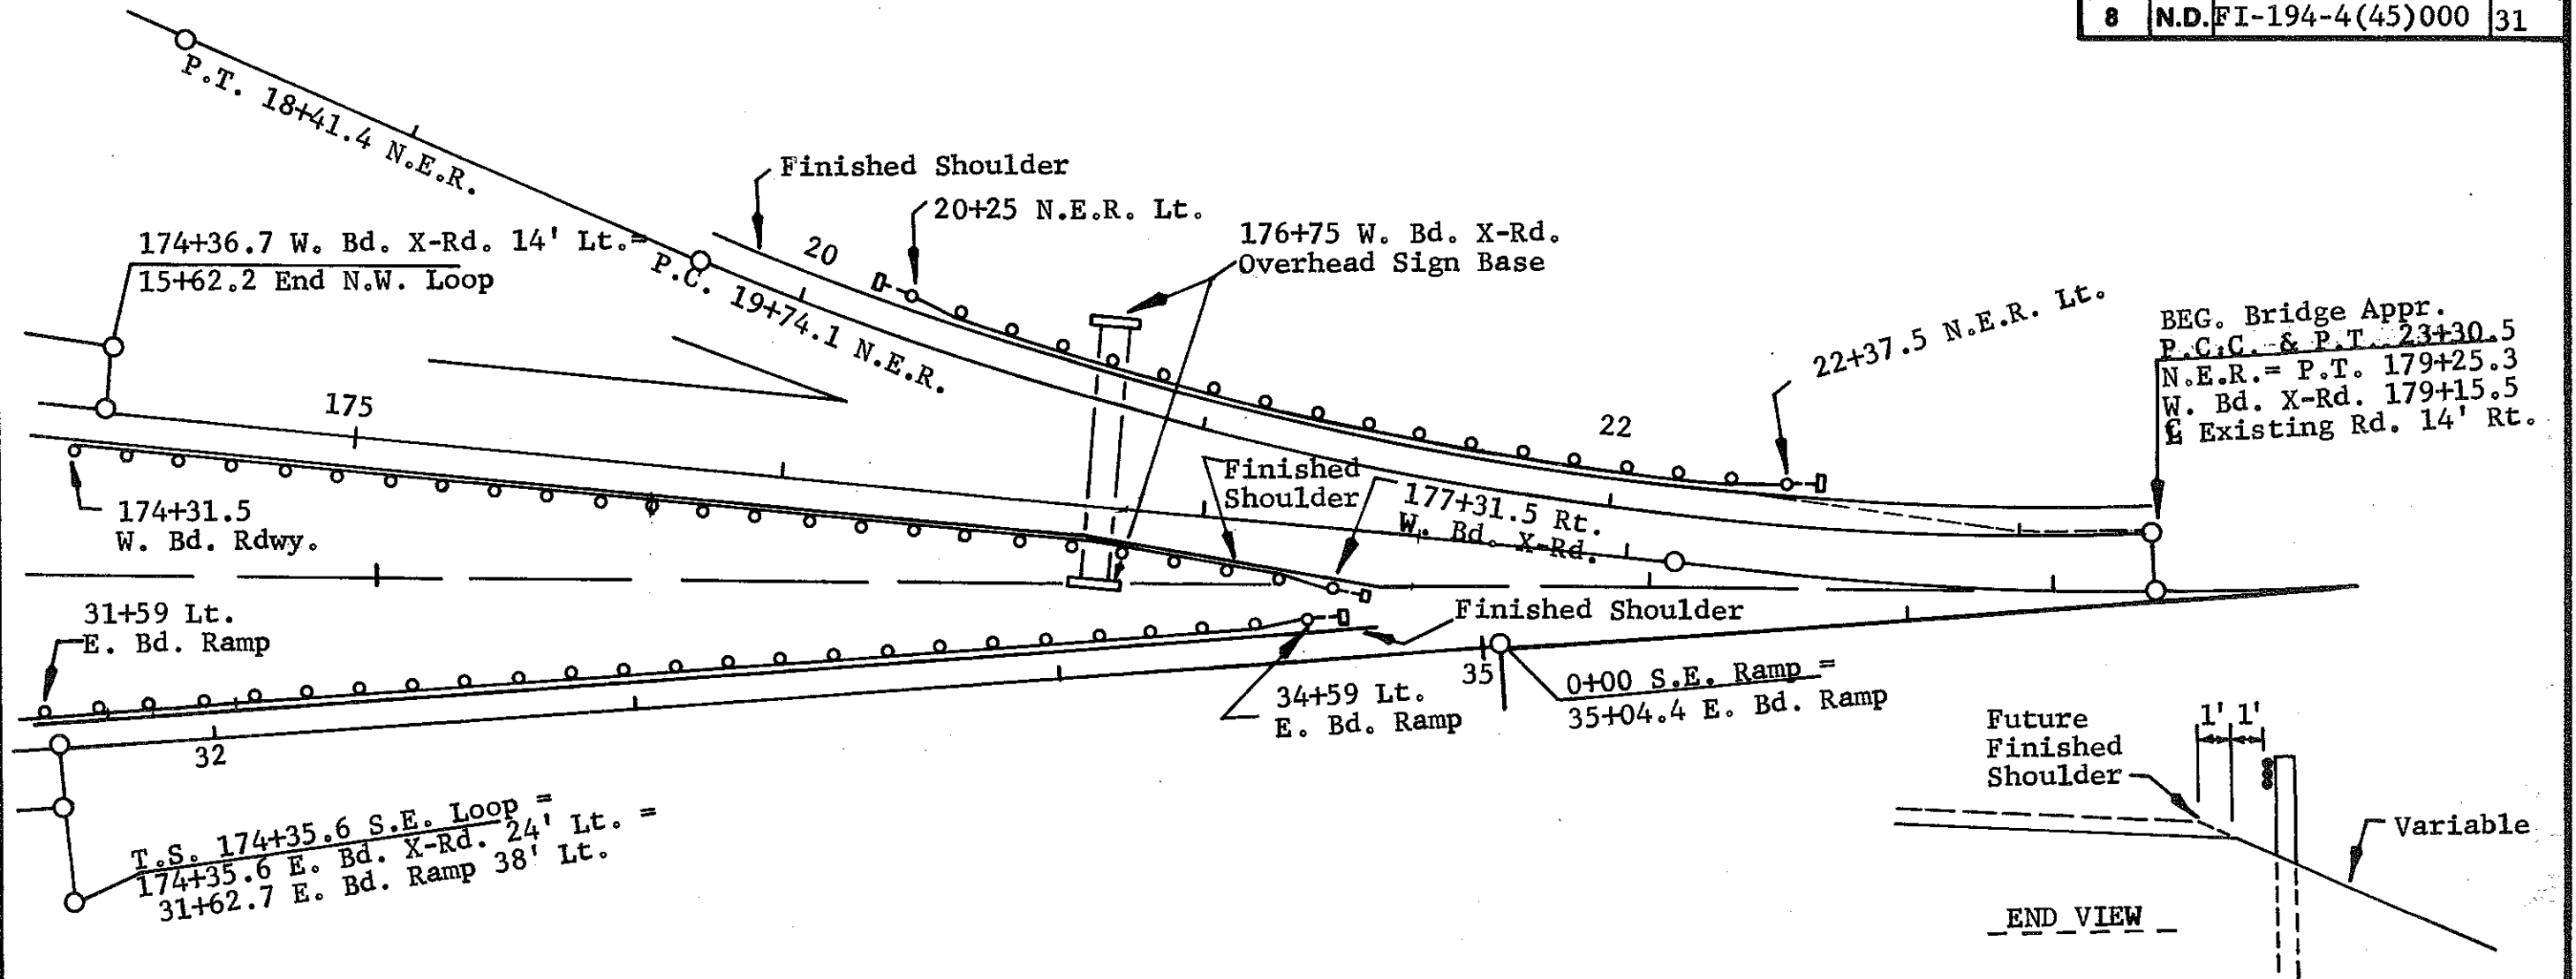 8 N.D. FI-194-4(45)000 31
P.T. 18+41.4 N.E.R.
Finished Shoulder
20+25 N.E.R. Lt.
174+36.7 W. Bd. X-Rd. 14' Lt.=
15+62.2 End N.W. Loop
20
P.C. 19+74.1 N.E.R.
176+75 W. Bd. X-Rd.
Overhead Sign Base
22+37.5 N.E.R. Lt.
BEG. Bridge Appr.
P.C.C. & P.T. 23+30.5
N.E.R.= P.T. 179+25.3
W. Bd. X-Rd. 179+15.5
℄ Existing Rd. 14' Rt.
175
22
Finished
Shoulder
177+31.5 Rt.
W. Bd. X-Rd.
174+31.5
W. Bd. Rdwy.
31+59 Lt.
E. Bd. Ramp
Finished Shoulder
34+59 Lt.
E. Bd. Ramp
35
0+00 S.E. Ramp =
35+04.4 E. Bd. Ramp
32
T.S. 174+35.6 S.E. Loop =
174+35.6 E. Bd. X-Rd. 24' Lt. =
31+62.7 E. Bd. Ramp 38' Lt.
Future
Finished
Shoulder
1' 1'
Variable
END VIEW